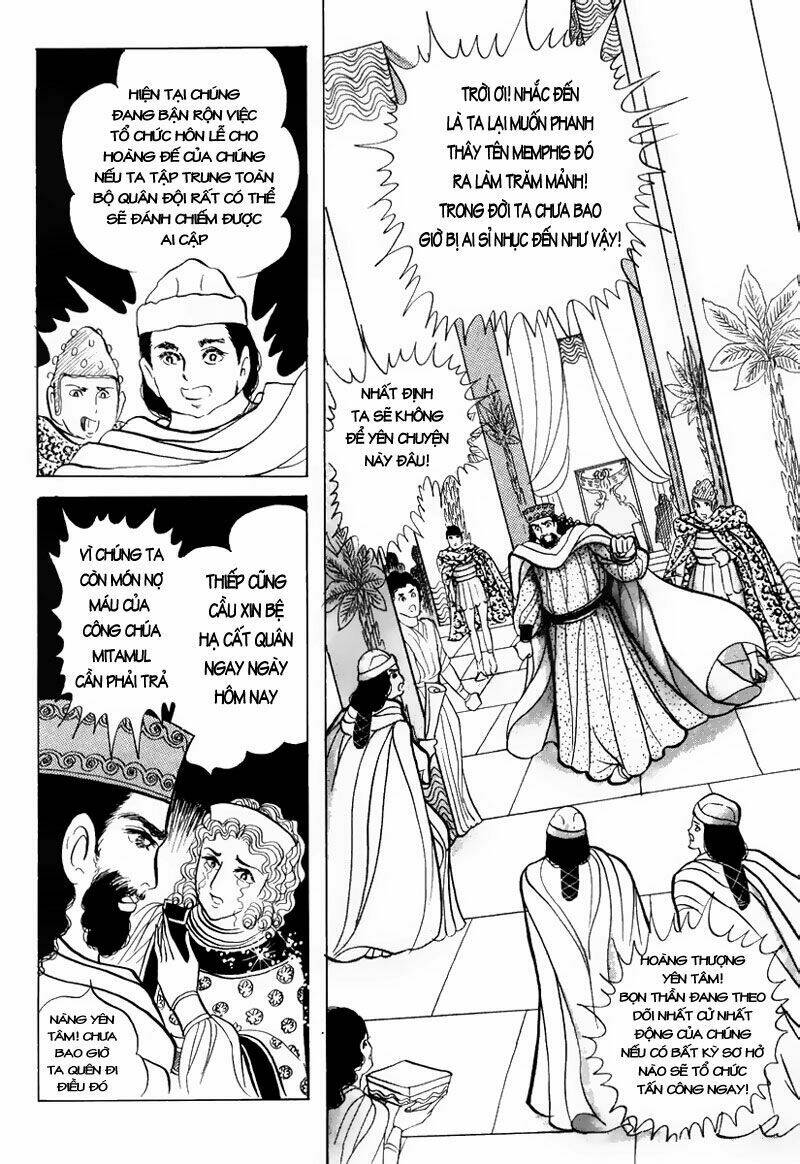 TRỜI ƠI! NHẮC ĐẾN
LÀ TA LẠI MUỐN PHANH
THÂY TÊN MEMPHIS ĐÓ
RA LÀM TRĂM MẢNH!
TRONG ĐỜI TA CHƯA BAO
GIỜ BỊ AI SỈ NHỤC ĐẾN NHƯ VẬY!
NHẤT ĐỊNH
TA SẼ KHÔNG
ĐỂ YÊN CHUYỆN
NÀY ĐÂU!
HOÀNG THƯỢNG
YÊN TÂM!
BỌN THẦN ĐANG THEO
DÕI NHẤT CỬ NHẤT
ĐỘNG CỦA CHÚNG
NẾU CÓ BẤT KỲ SƠ HỞ
NÀO SẼ TỔ CHỨC
TẤN CÔNG NGAY!
HIỆN TẠI CHÚNG
ĐANG BẬN RỘN VIỆC
TỔ CHỨC HÔN LỄ CHO
HOÀNG ĐẾ CỦA CHÚNG
NẾU TA TẬP TRUNG TOÀN
BỘ QUÂN ĐỘI RẤT CÓ THỂ
SẼ ĐÁNH CHIẾM ĐƯỢC
AI CẬP
THIẾP CŨNG
CẦU XIN BỆ
HẠ CẤT QUÂN
NGAY NGÀY
HÔM NAY
VÌ CHÚNG TA
CÒN MÓN NỢ
MÁU CỦA
CÔNG CHÚA
MITAMUL
CẦN PHẢI TRẢ
NÀNG YÊN
TÂM! CHƯA
BAO GIỜ
TA QUÊN ĐI
ĐIỀU ĐÓ